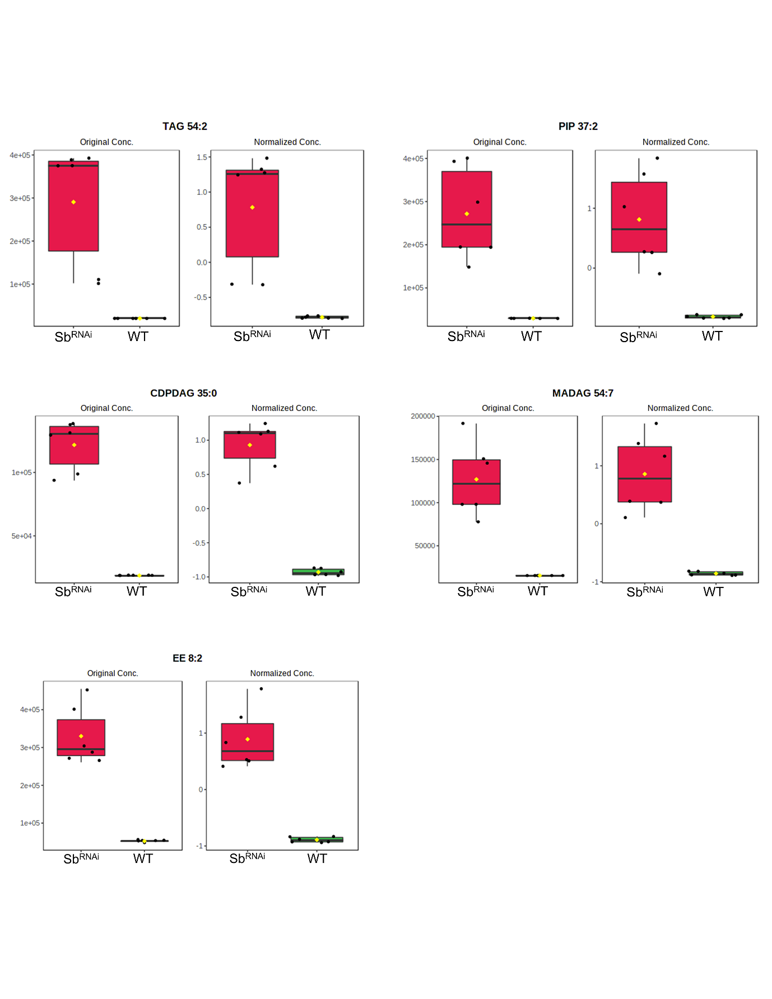 TAG 54:2
Original Conc.
Normalized Conc.
4e+05
3e+05
2e+05
1e+05
1.5
1.0
0.5
0.0
-0.5
SbRNAi
WT
SbRNAi
WT
PIP 37:2
Original Conc.
Normalized Conc.
4e+05
3e+05
2e+05
1e+05
1
0
SbRNAi
WT
SbRNAi
WT
CDPDAG 35:0
Original Conc.
Normalized Conc.
1e+05
5e+04
1.0
0.5
0.0
-0.5
-1.0
SbRNAi
WT
SbRNAi
WT
MADAG 54:7
Original Conc.
Normalized Conc.
200000
150000
100000
50000
1
0
-1
SbRNAi
WT
SbRNAi
WT
EE 8:2
Original Conc.
Normalized Conc.
4e+05
3e+05
2e+05
1e+05
1
0
-1
SbRNAi
WT
SbRNAi
WT